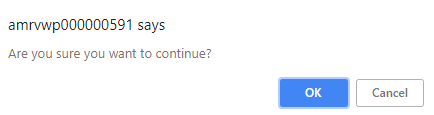 amrvwp000000591 says
Are you sure you want to continue?
OK
Cancel